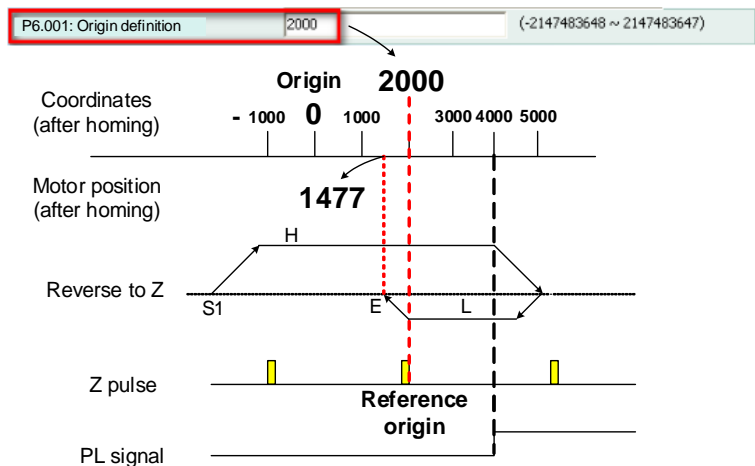 P6.001: Origin definition 2000 (-2147483648 ~ 2147483647)
Origin 2000
Coordinates
(after homing)
- 1000 0 1000 3000 4000 5000
Motor position
(after homing)
1477
H
Reverse to Z
S1 E L
Z pulse
Reference
origin
PL signal